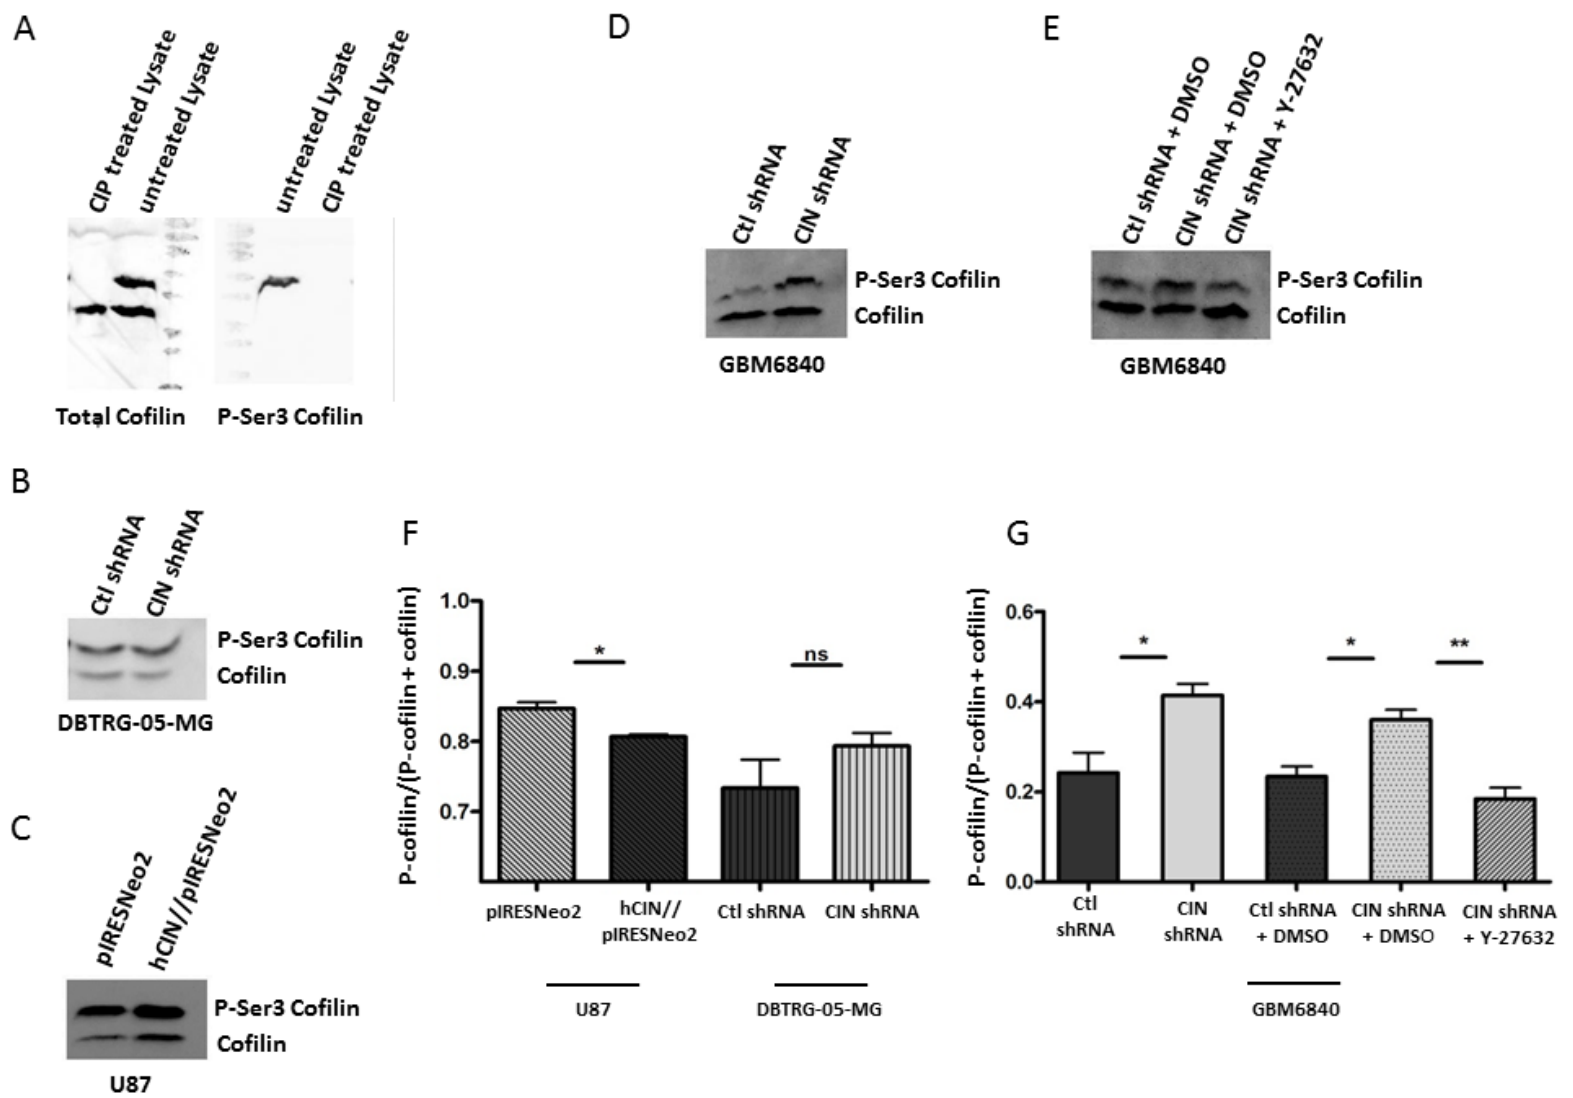 A
CIP treated Lysate
untreated Lysate
untreated Lysate
CIP treated Lysate
Total Cofilin
P-Ser3 Cofilin
D
Ctl shRNA
CIN shRNA
P-Ser3 Cofilin
Cofilin
GBM6840
E
Ctl shRNA + DMSO
CIN shRNA + DMSO
CIN shRNA + Y-27632
P-Ser3 Cofilin
Cofilin
GBM6840
B
Ctl shRNA
CIN shRNA
P-Ser3 Cofilin
Cofilin
DBTRG-05-MG
C
pIRESNeo2
hCIN//pIRESNeo2
P-Ser3 Cofilin
Cofilin
U87
F
P-cofilin/(P-cofilin + cofilin)
1.0
0.9
0.8
0.7
*
ns
pIRESNeo2
hCIN//
pIRESNeo2
Ctl shRNA
CIN shRNA
U87
DBTRG-05-MG
G
P-cofilin/(P-cofilin + cofilin)
0.6
0.4
0.2
0.0
*
*
**
Ctl
shRNA
CIN
shRNA
Ctl shRNA
+ DMSO
CIN shRNA
+ DMSO
CIN shRNA
+ Y-27632
GBM6840